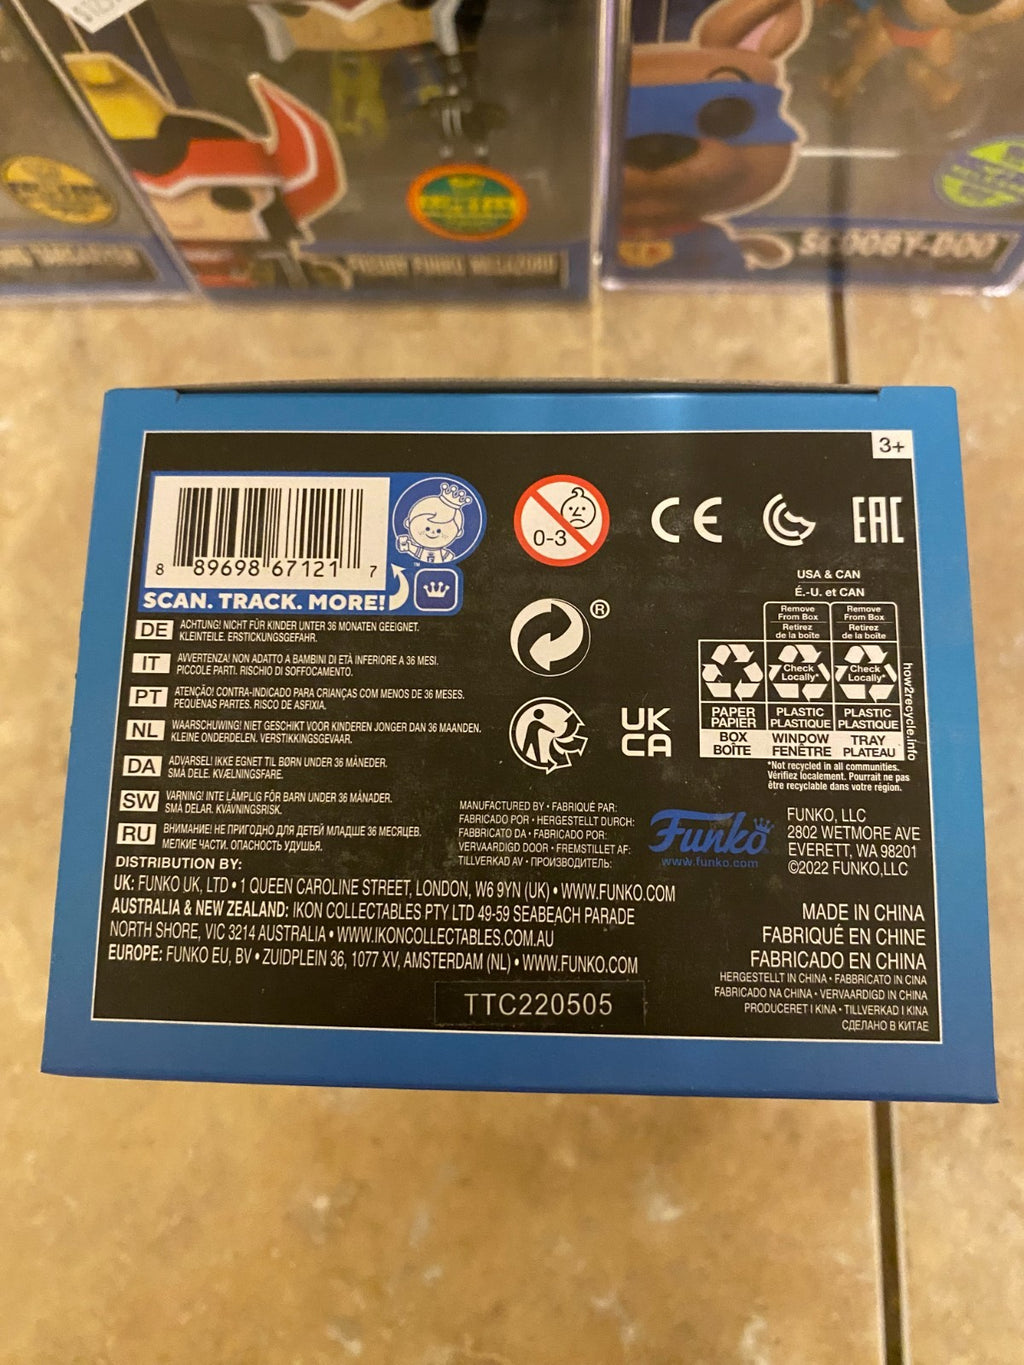 SCOOBY-DOO
3+
8 89698 67121 7
™
SCAN. TRACK. MORE!
0-3
CE
EAC
®
UK
CA
USA & CAN
É.-U. et CAN
Remove From Box
Retirez de la boîte
Remove From Box
Retirez de la boîte
Check Locally*
Check Locally*
PAPER
PAPIER
PLASTIC
PLASTIQUE
PLASTIC
PLASTIQUE
BOX
BOÎTE
WINDOW
FENÊTRE
TRAY
PLATEAU
how2recycle.info
*Not recycled in all communities.
Vérifiez localement. Pourrait ne pas
être recyclable dans votre région.
DE ACHTUNG! NICHT FÜR KINDER UNTER 36 MONATEN GEEIGNET.
KLEINTEILE. ERSTICKUNGSGEFAHR.
IT AVVERTENZA! NON ADATTO A BAMBINI DI ETÀ INFERIORE A 36 MESI.
PICCOLE PARTI. RISCHIO DI SOFFOCAMENTO.
PT ATENÇÃO! CONTRA-INDICADO PARA CRIANÇAS COM MENOS DE 36 MESES.
PEQUENAS PARTES. RISCO DE ASFIXIA.
NL WAARSCHUWING! NIET GESCHIKT VOOR KINDEREN JONGER DAN 36 MAANDEN.
KLEINE ONDERDELEN. VERSTIKKINGSGEVAAR.
DA ADVARSEL! IKKE EGNET TIL BØRN UNDER 36 MÅNEDER.
SMÅ DELE. KVÆLNINGSFARE.
SW VARNING! INTE LÄMPLIG FÖR BARN UNDER 36 MÅNADER.
SMÅ DELAR. KVÄVNINGSRISK.
RU ВНИМАНИЕ! НЕ ПРИГОДНО ДЛЯ ДЕТЕЙ МЛАДШЕ 36 МЕСЯЦЕВ.
МЕЛКИЕ ЧАСТИ. ОПАСНОСТЬ УДУШЬЯ.
MANUFACTURED BY • FABRIQUÉ PAR:
FABRICADO POR • HERGESTELLT DURCH:
FABBRICATO DA • FABRICADO POR:
VERVAARDIGD DOOR • FREMSTILLET AF:
TILLVERKAD AV • ПРОИЗВОДИТЕЛЬ:
Funko
www.funko.com
FUNKO, LLC
2802 WETMORE AVE
EVERETT, WA 98201
©2022 FUNKO,LLC
DISTRIBUTION BY:
UK: FUNKO UK, LTD • 1 QUEEN CAROLINE STREET, LONDON, W6 9YN (UK) • WWW.FUNKO.COM
AUSTRALIA & NEW ZEALAND: IKON COLLECTABLES PTY LTD 49-59 SEABEACH PARADE
NORTH SHORE, VIC 3214 AUSTRALIA • WWW.IKONCOLLECTABLES.COM.AU
EUROPE: FUNKO EU, BV • ZUIDPLEIN 36, 1077 XV, AMSTERDAM (NL) • WWW.FUNKO.COM
TTC220505
MADE IN CHINA
FABRIQUÉ EN CHINE
FABRICADO EN CHINA
HERGESTELLT IN CHINA • FABBRICATO IN CINA
FABRICADO NA CHINA • VERVAARDIGD IN CHINA
PRODUCERET I KINA • TILLVERKAD I KINA
СДЕЛАНО В КИТАЕ